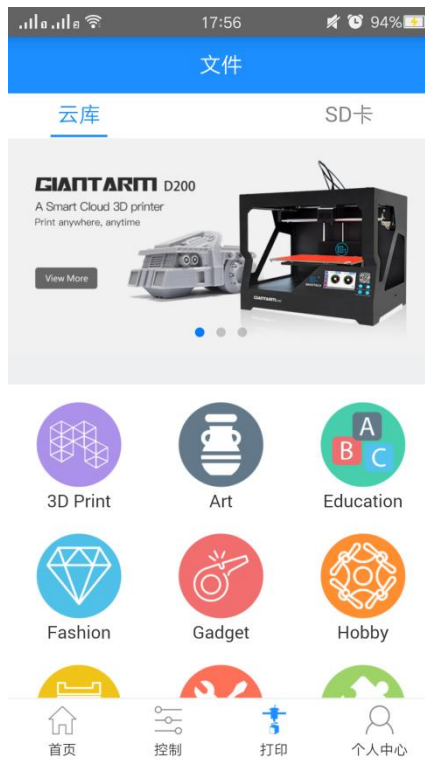 17:56
94%
文件
云库
SD卡
GIANTARM D200
A Smart Cloud 3D printer
Print anywhere, anytime
View More
3D Print
Art
A
B C
Education
Fashion
Gadget
Hobby
首页
控制
打印
个人中心